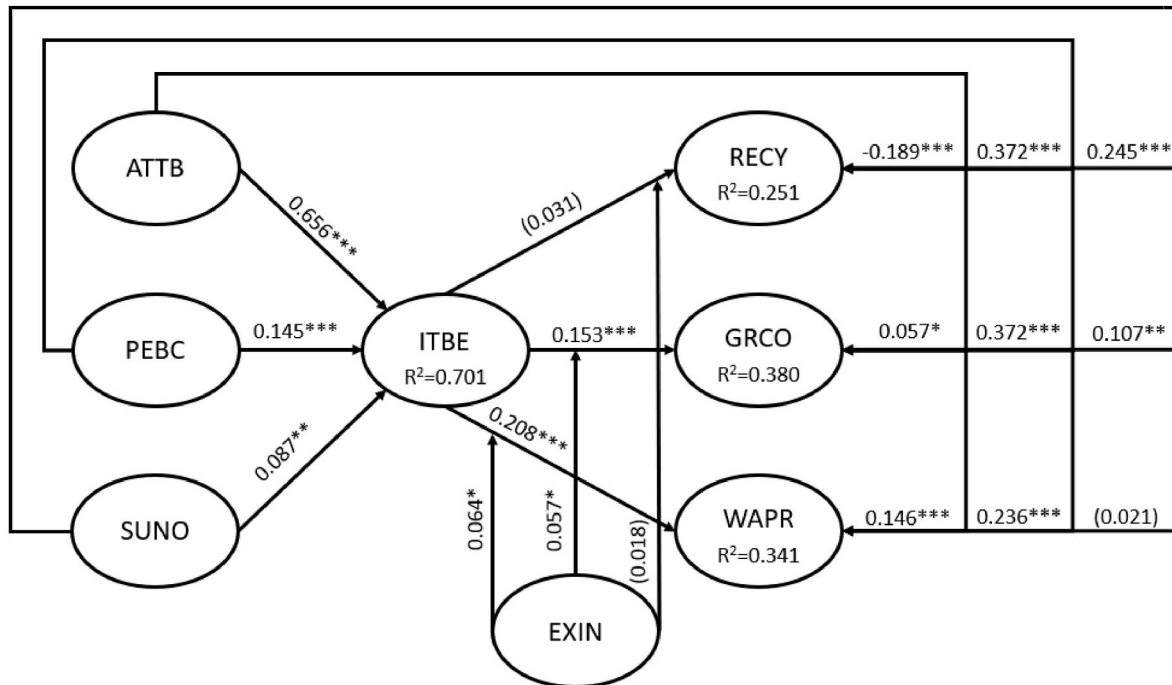 ATTB
PEBC
SUNO
0.656***
0.145***
0.087**
ITBE
R²=0.701
(0.031)
0.153***
0.208***
0.064*
0.057*
(0.018)
EXIN
RECY
R²=0.251
GRCO
R²=0.380
WAPR
R²=0.341
-0.189*** 0.372*** 0.245***
0.057* 0.372*** 0.107**
0.146*** 0.236*** (0.021)